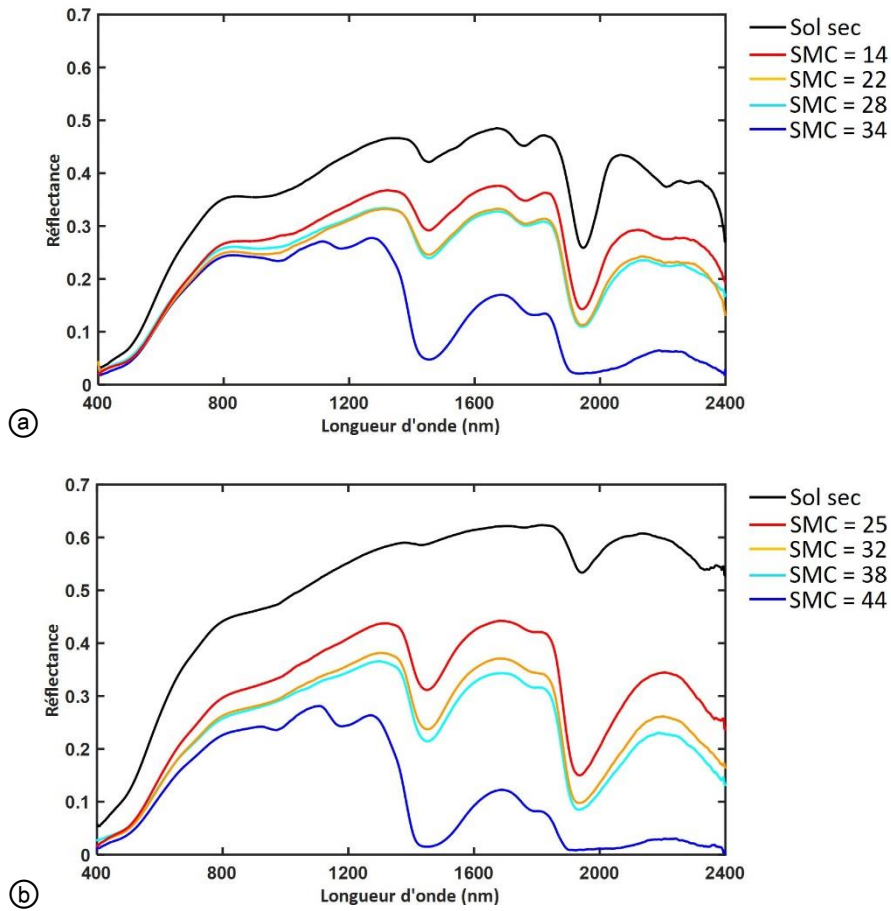 0.7
0.6
0.5
0.4
0.3
0.2
0.1
0
Réflectance
400 800 1200 1600 2000 2400
Longueur d'onde (nm)
Sol sec
SMC = 14
SMC = 22
SMC = 28
SMC = 34
a
0.7
0.6
0.5
0.4
0.3
0.2
0.1
0
Réflectance
400 800 1200 1600 2000 2400
Longueur d'onde (nm)
Sol sec
SMC = 25
SMC = 32
SMC = 38
SMC = 44
b